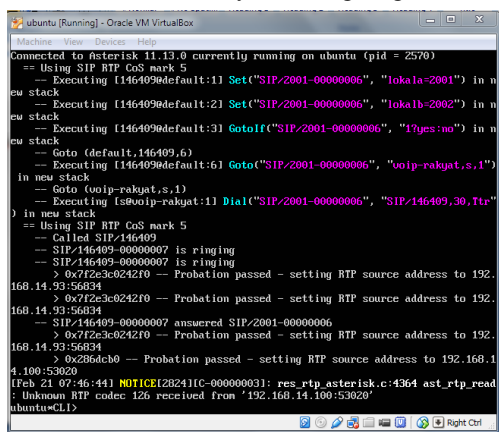 ubuntu [Running] - Oracle VM VirtualBox
Machine View Devices Help
Connected to Asterisk 11.13.0 currently running on ubuntu (pid = 2570)
== Using SIP RTP CoS mark 5
-- Executing [146409@default:1] Set("SIP/2001-00000006", "lokala=2001") in n
ew stack
-- Executing [146409@default:2] Set("SIP/2001-00000006", "lokalb=2002") in n
ew stack
-- Executing [146409@default:3] GotoIf("SIP/2001-00000006", "1?yes:no") in n
ew stack
-- Goto (default,146409,6)
-- Executing [146409@default:6] Goto("SIP/2001-00000006", "voip-rakyat,s,1")
in new stack
-- Goto (voip-rakyat,s,1)
-- Executing [s@voip-rakyat:1] Dial("SIP/2001-00000006", "SIP/146409,30,Ttr"
) in new stack
== Using SIP RTP CoS mark 5
-- Called SIP/146409
-- SIP/146409-00000007 is ringing
-- SIP/146409-00000007 is ringing
> 0x7f2e3c0242f0 -- Probation passed - setting RTP source address to 192.
168.14.93:56834
> 0x7f2e3c0242f0 -- Probation passed - setting RTP source address to 192.
168.14.93:56834
-- SIP/146409-00000007 answered SIP/2001-00000006
> 0x7f2e3c0242f0 -- Probation passed - setting RTP source address to 192.
168.14.93:56834
> 0x286dcb0 -- Probation passed - setting RTP source address to 192.168.1
4.100:53020
[Feb 21 07:46:44] NOTICE[2824][C-00000003]: res_rtp_asterisk.c:4364 ast_rtp_read
: Unknown RTP codec 126 received from '192.168.14.100:53020'
ubuntu*CLI>
Right Ctrl